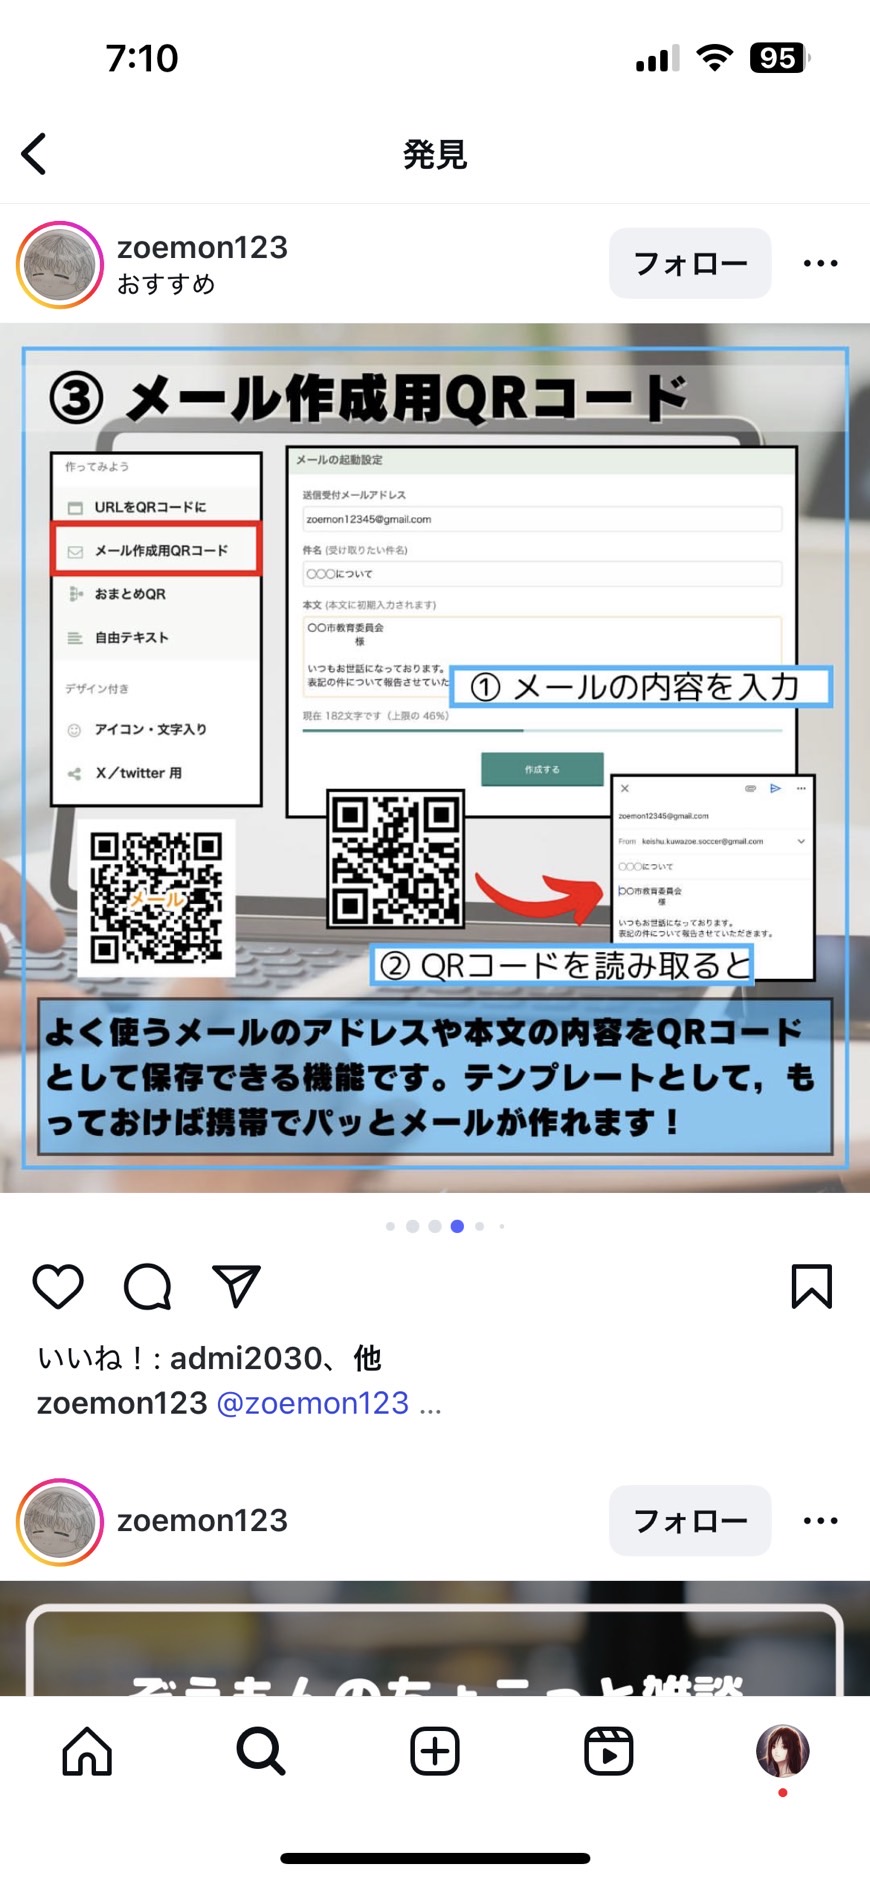 7:10
95
発見
zoemon123
おすすめ
フォロー
③ メール作成用QRコード
作ってみよう
URLをQRコードに
メール作成用QRコード
おまとめQR
自由テキスト
デザイン付き
アイコン・文字入り
X/twitter 用
メールの起動設定
送信受付メールアドレス
zoemon12345@gmail.com
件名 (受け取りたい件名)
〇〇〇について
本文 (本文に初期入力されます)
〇〇市教育委員会
様
いつもお世話になっております。
表記の件について報告させていた
現在 182文字です（上限の 46%）
作成する
① メールの内容を入力
メール
zoemon12345@gmail.com
From keishu.kuwazoe.soccer@gmail.com
〇〇〇について
〇〇市教育委員会
様
いつもお世話になっております。
表記の件について報告させていただきます。
② QRコードを読み取ると
よく使うメールのアドレスや本文の内容をQRコード
として保存できる機能です。テンプレートとして，も
っておけば携帯でパッとメールが作れます！
いいね！: admi2030、他
zoemon123 @zoemon123 ...
zoemon123
フォロー
ぞえもんのちょこっと雑談